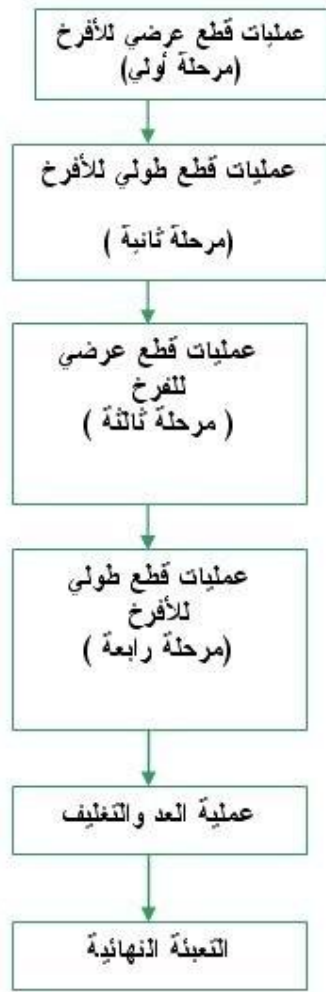 عمليات قطع عرضي للأفرخ
(مرحلة أولي)
عمليات قطع طولي للأفرخ
(مرحلة ثانية )
عمليات قطع عرضي
للفرخ
( مرحلة ثالثة )
عمليات قطع طولي
للأفرخ
(مرحلة رابعة )
عملية العد والتغليف
التعبئة النهائية